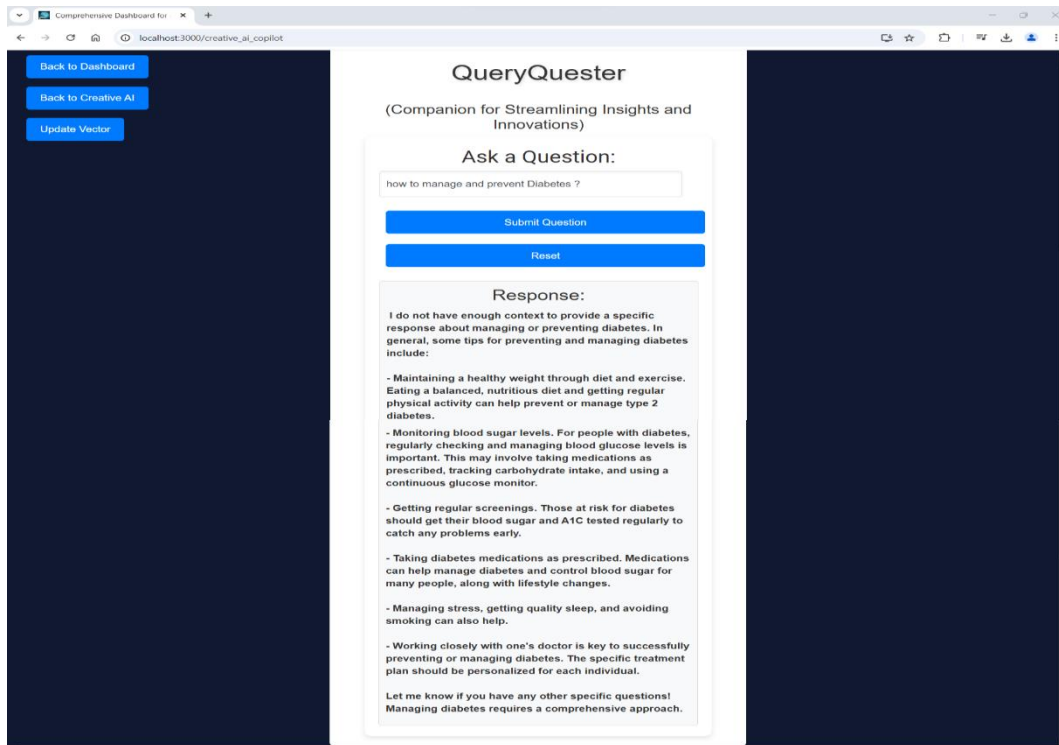 Comprehensive Dashboard for
localhost:3000/creative_ai_copilot
Back to Dashboard
Back to Creative AI
Update Vector
QueryQuester
(Companion for Streamlining Insights and
Innovations)
Ask a Question:
how to manage and prevent Diabetes ?
Submit Question
Reset
Response:
I do not have enough context to provide a specific
response about managing or preventing diabetes. In
general, some tips for preventing and managing diabetes
include:
- Maintaining a healthy weight through diet and exercise.
Eating a balanced, nutritious diet and getting regular
physical activity can help prevent or manage type 2
diabetes.
- Monitoring blood sugar levels. For people with diabetes,
regularly checking and managing blood glucose levels is
important. This may involve taking medications as
prescribed, tracking carbohydrate intake, and using a
continuous glucose monitor.
- Getting regular screenings. Those at risk for diabetes
should get their blood sugar and A1C tested regularly to
catch any problems early.
- Taking diabetes medications as prescribed. Medications
can help manage diabetes and control blood sugar for
many people, along with lifestyle changes.
- Managing stress, getting quality sleep, and avoiding
smoking can also help.
- Working closely with one's doctor is key to successfully
preventing or managing diabetes. The specific treatment
plan should be personalized for each individual.
Let me know if you have any other specific questions!
Managing diabetes requires a comprehensive approach.